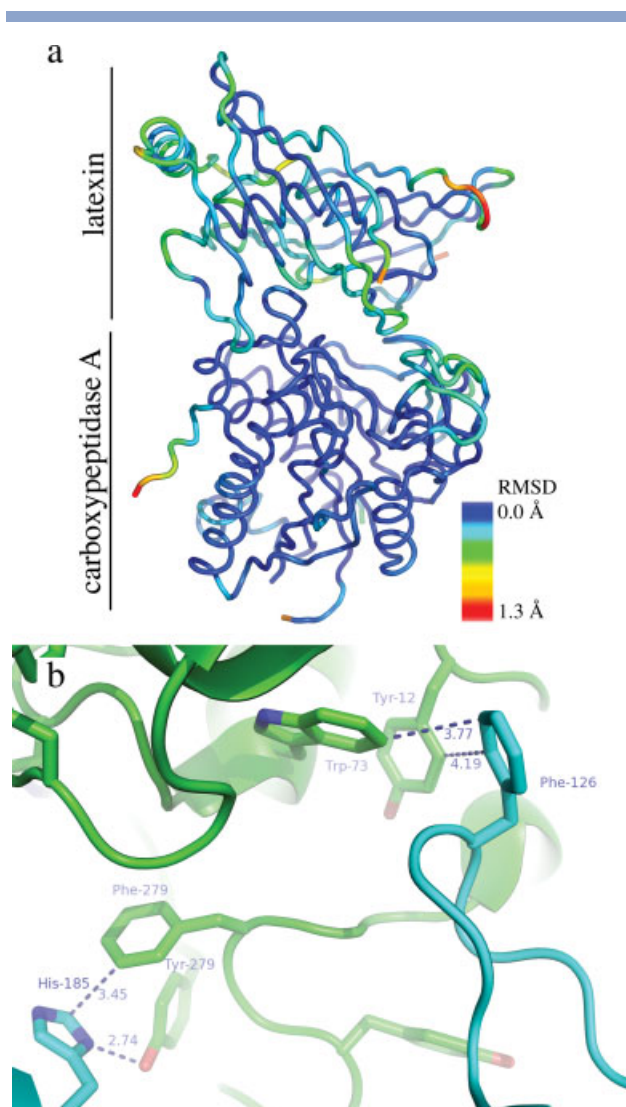 a
latexin
carboxypeptidase A
RMSD
0.0 Å
1.3 Å
b
Tyr-12
3.77
Trp-73
4.19
Phe-126
Phe-279
Tyr-279
His-185
3.45
2.74